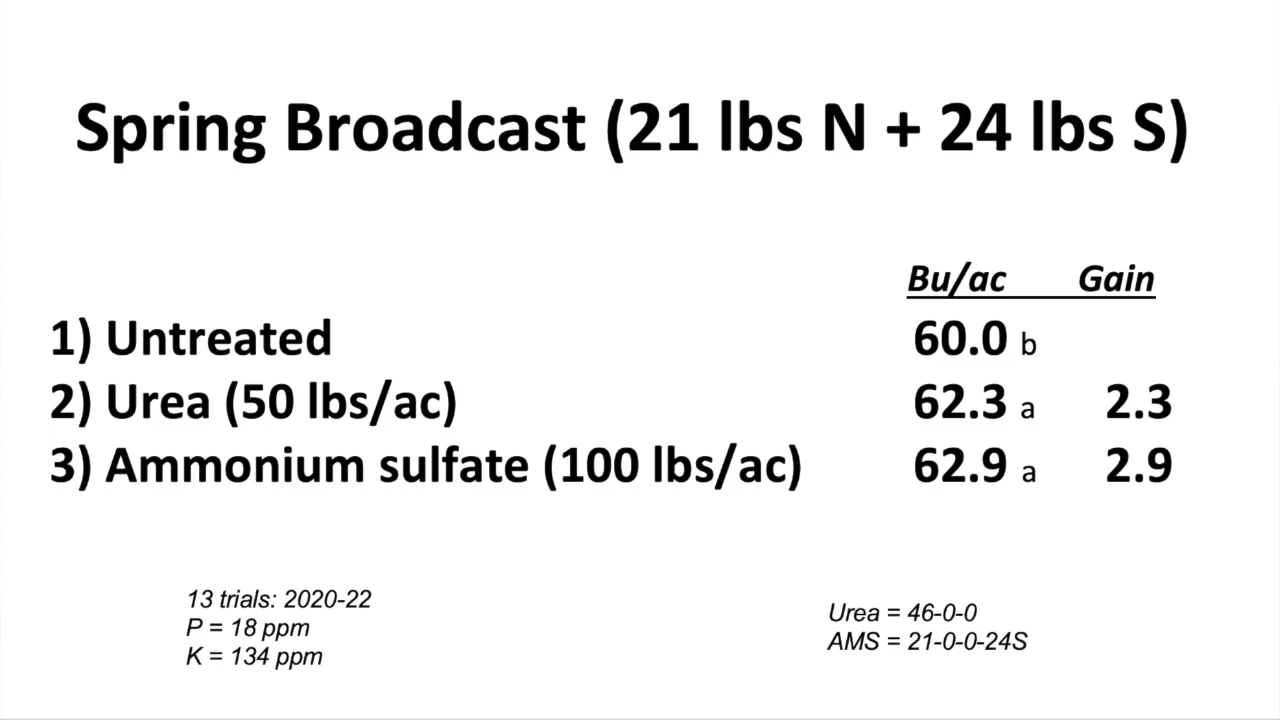 Spring Broadcast (21 lbs N + 24 lbs S)
Bu/ac Gain
1) Untreated 60.0 b
2) Urea (50 lbs/ac) 62.3 a 2.3
3) Ammonium sulfate (100 lbs/ac) 62.9 a 2.9
13 trials: 2020-22
P = 18 ppm
K = 134 ppm
Urea = 46-0-0
AMS = 21-0-0-24S